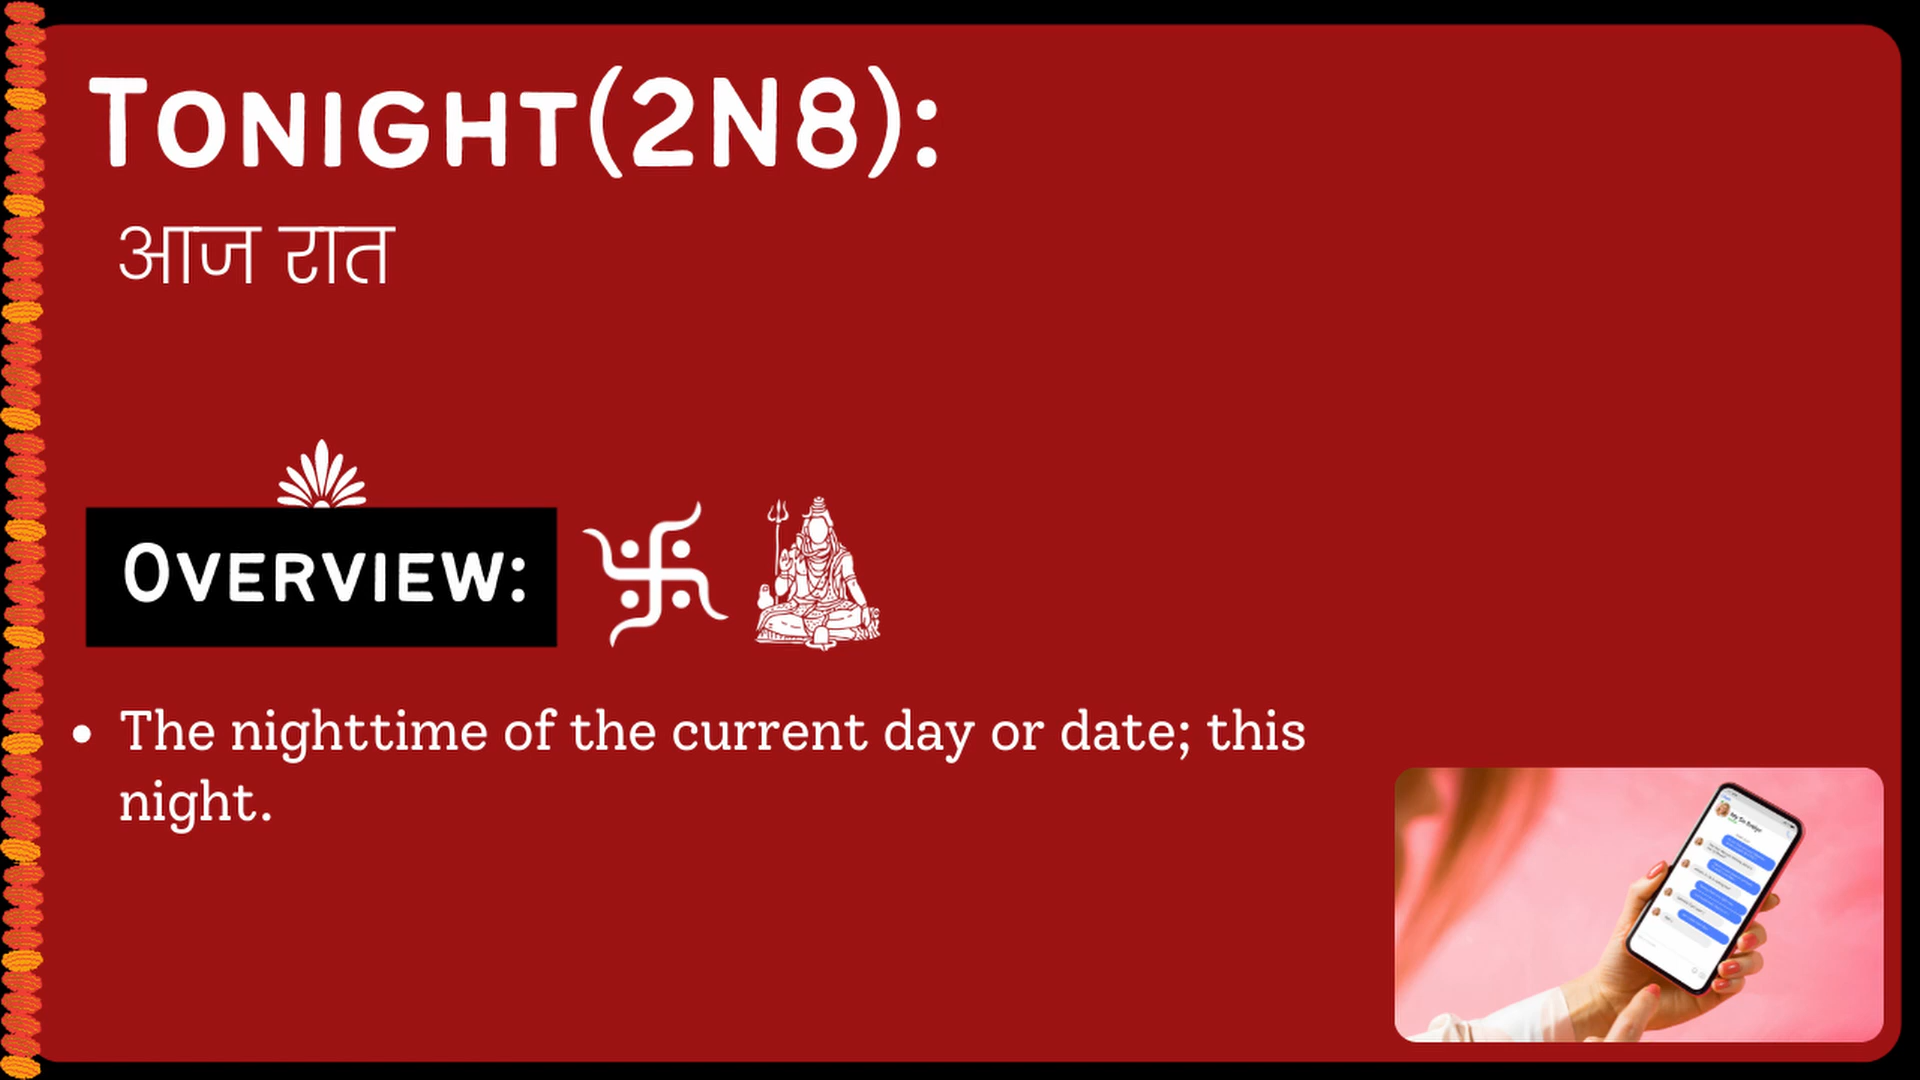 Tonight(2N8):
आज रात
Overview:
• The nighttime of the current day or date; this
night.